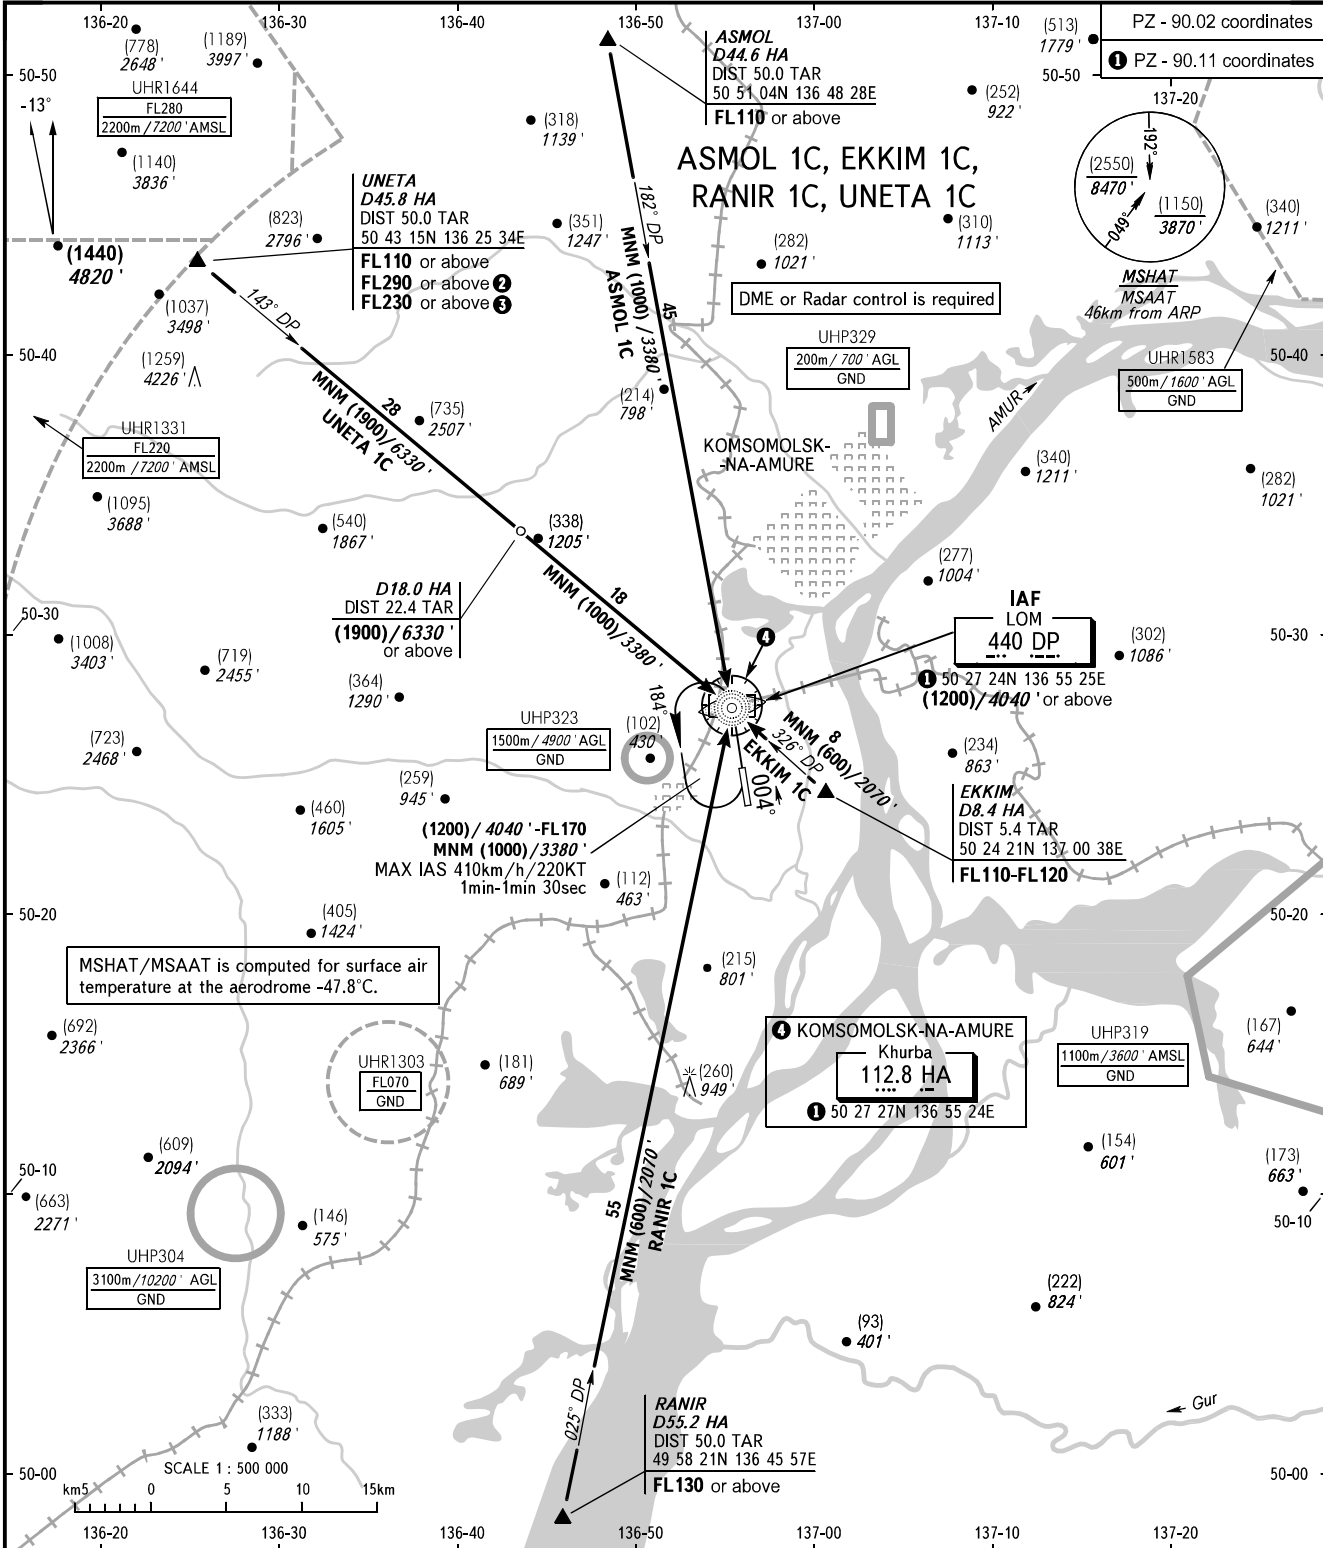 136-20
136-30
136-40
136-50
137-00
137-10
PZ - 90.02 coordinates
❶ PZ - 90.11 coordinates
137-20
50-50
50-50
-13°
(778)
2648'
(1189)
3997'
UHR1644
FL280
2200m/7200' AMSL
(1140)
3836'
(318)
1139'
ASMOL
D44.6 HA
DIST 50.0 TAR
50 51 04N 136 48 28E
FL110 or above
(252)
922'
(513)
1779'
ASMOL 1C, EKKIM 1C,
RANIR 1C, UNETA 1C
192°
(2550)
8470'
(1150)
3870'
049°
MSHAT
MSAAT
46km from ARP
(340)
1211'
(1440)
4820'
(823)
2796'
UNETA
D45.8 HA
DIST 50.0 TAR
50 43 15N 136 25 34E
FL110 or above
FL290 or above ❷
FL230 or above ❸
(351)
1247'
182° DP
45
MNM (1000)/3380'
ASMOL 1C
(282)
1021'
(310)
1113'
DME or Radar control is required
(1037)
3498'
143° DP
(1259)
4226'
50-40
50-40
UHP329
200m/700' AGL
GND
UHR1583
500m/1600' AGL
GND
AMUR
28
MNM (1900)/6330'
UNETA 1C
(735)
2507'
(214)
798'
UHR1331
FL220
2200m/7200' AMSL
KOMSOMOLSK-
-NA-AMURE
(340)
1211'
(282)
1021'
(1095)
3688'
(540)
1867'
(338)
1205'
(277)
1004'
D18.0 HA
DIST 22.4 TAR
(1900)/6330'
or above
18
MNM (1000)/3380'
IAF
LOM
440 DP
❶ 50 27 24N 136 55 25E
(1200)/4040' or above
50-30
50-30
(1008)
3403'
(719)
2455'
(302)
1086'
❹
(364)
1290'
184°
UHP323
1500m/4900' AGL
GND
(102)
430'
(723)
2468'
8
MNM (600)/2070'
326° DP
EKKIM 1C
004°
(234)
863'
(259)
945'
(460)
1605'
(1200)/4040'-FL170
MNM (1000)/3380'
MAX IAS 410km/h/220KT
1min-1min 30sec
EKKIM
D8.4 HA
DIST 5.4 TAR
50 24 21N 137 00 38E
FL110-FL120
(112)
463'
50-20
50-20
(405)
1424'
MSHAT/MSAAT is computed for surface air
temperature at the aerodrome -47.8°C.
(215)
801'
(692)
2366'
UHR1303
FL070
GND
(181)
689'
(260)
949'
❹ KOMSOMOLSK-NA-AMURE
Khurba
112.8 HA
❶ 50 27 27N 136 55 24E
UHP319
1100m/3600' AMSL
GND
(167)
644'
(609)
2094'
(154)
601'
(173)
663'
50-10
50-10
(663)
2271'
(146)
575'
55
MNM (600)/2070'
RANIR 1C
UHP304
3100m/10200' AGL
GND
(222)
824'
(93)
401'
025° DP
RANIR
D55.2 HA
DIST 50.0 TAR
49 58 21N 136 45 57E
FL130 or above
Gur
(333)
1188'
50-00
50-00
SCALE 1 : 500 000
km5
0
5
10
15km
136-20
136-30
136-40
136-50
137-00
137-10
137-20